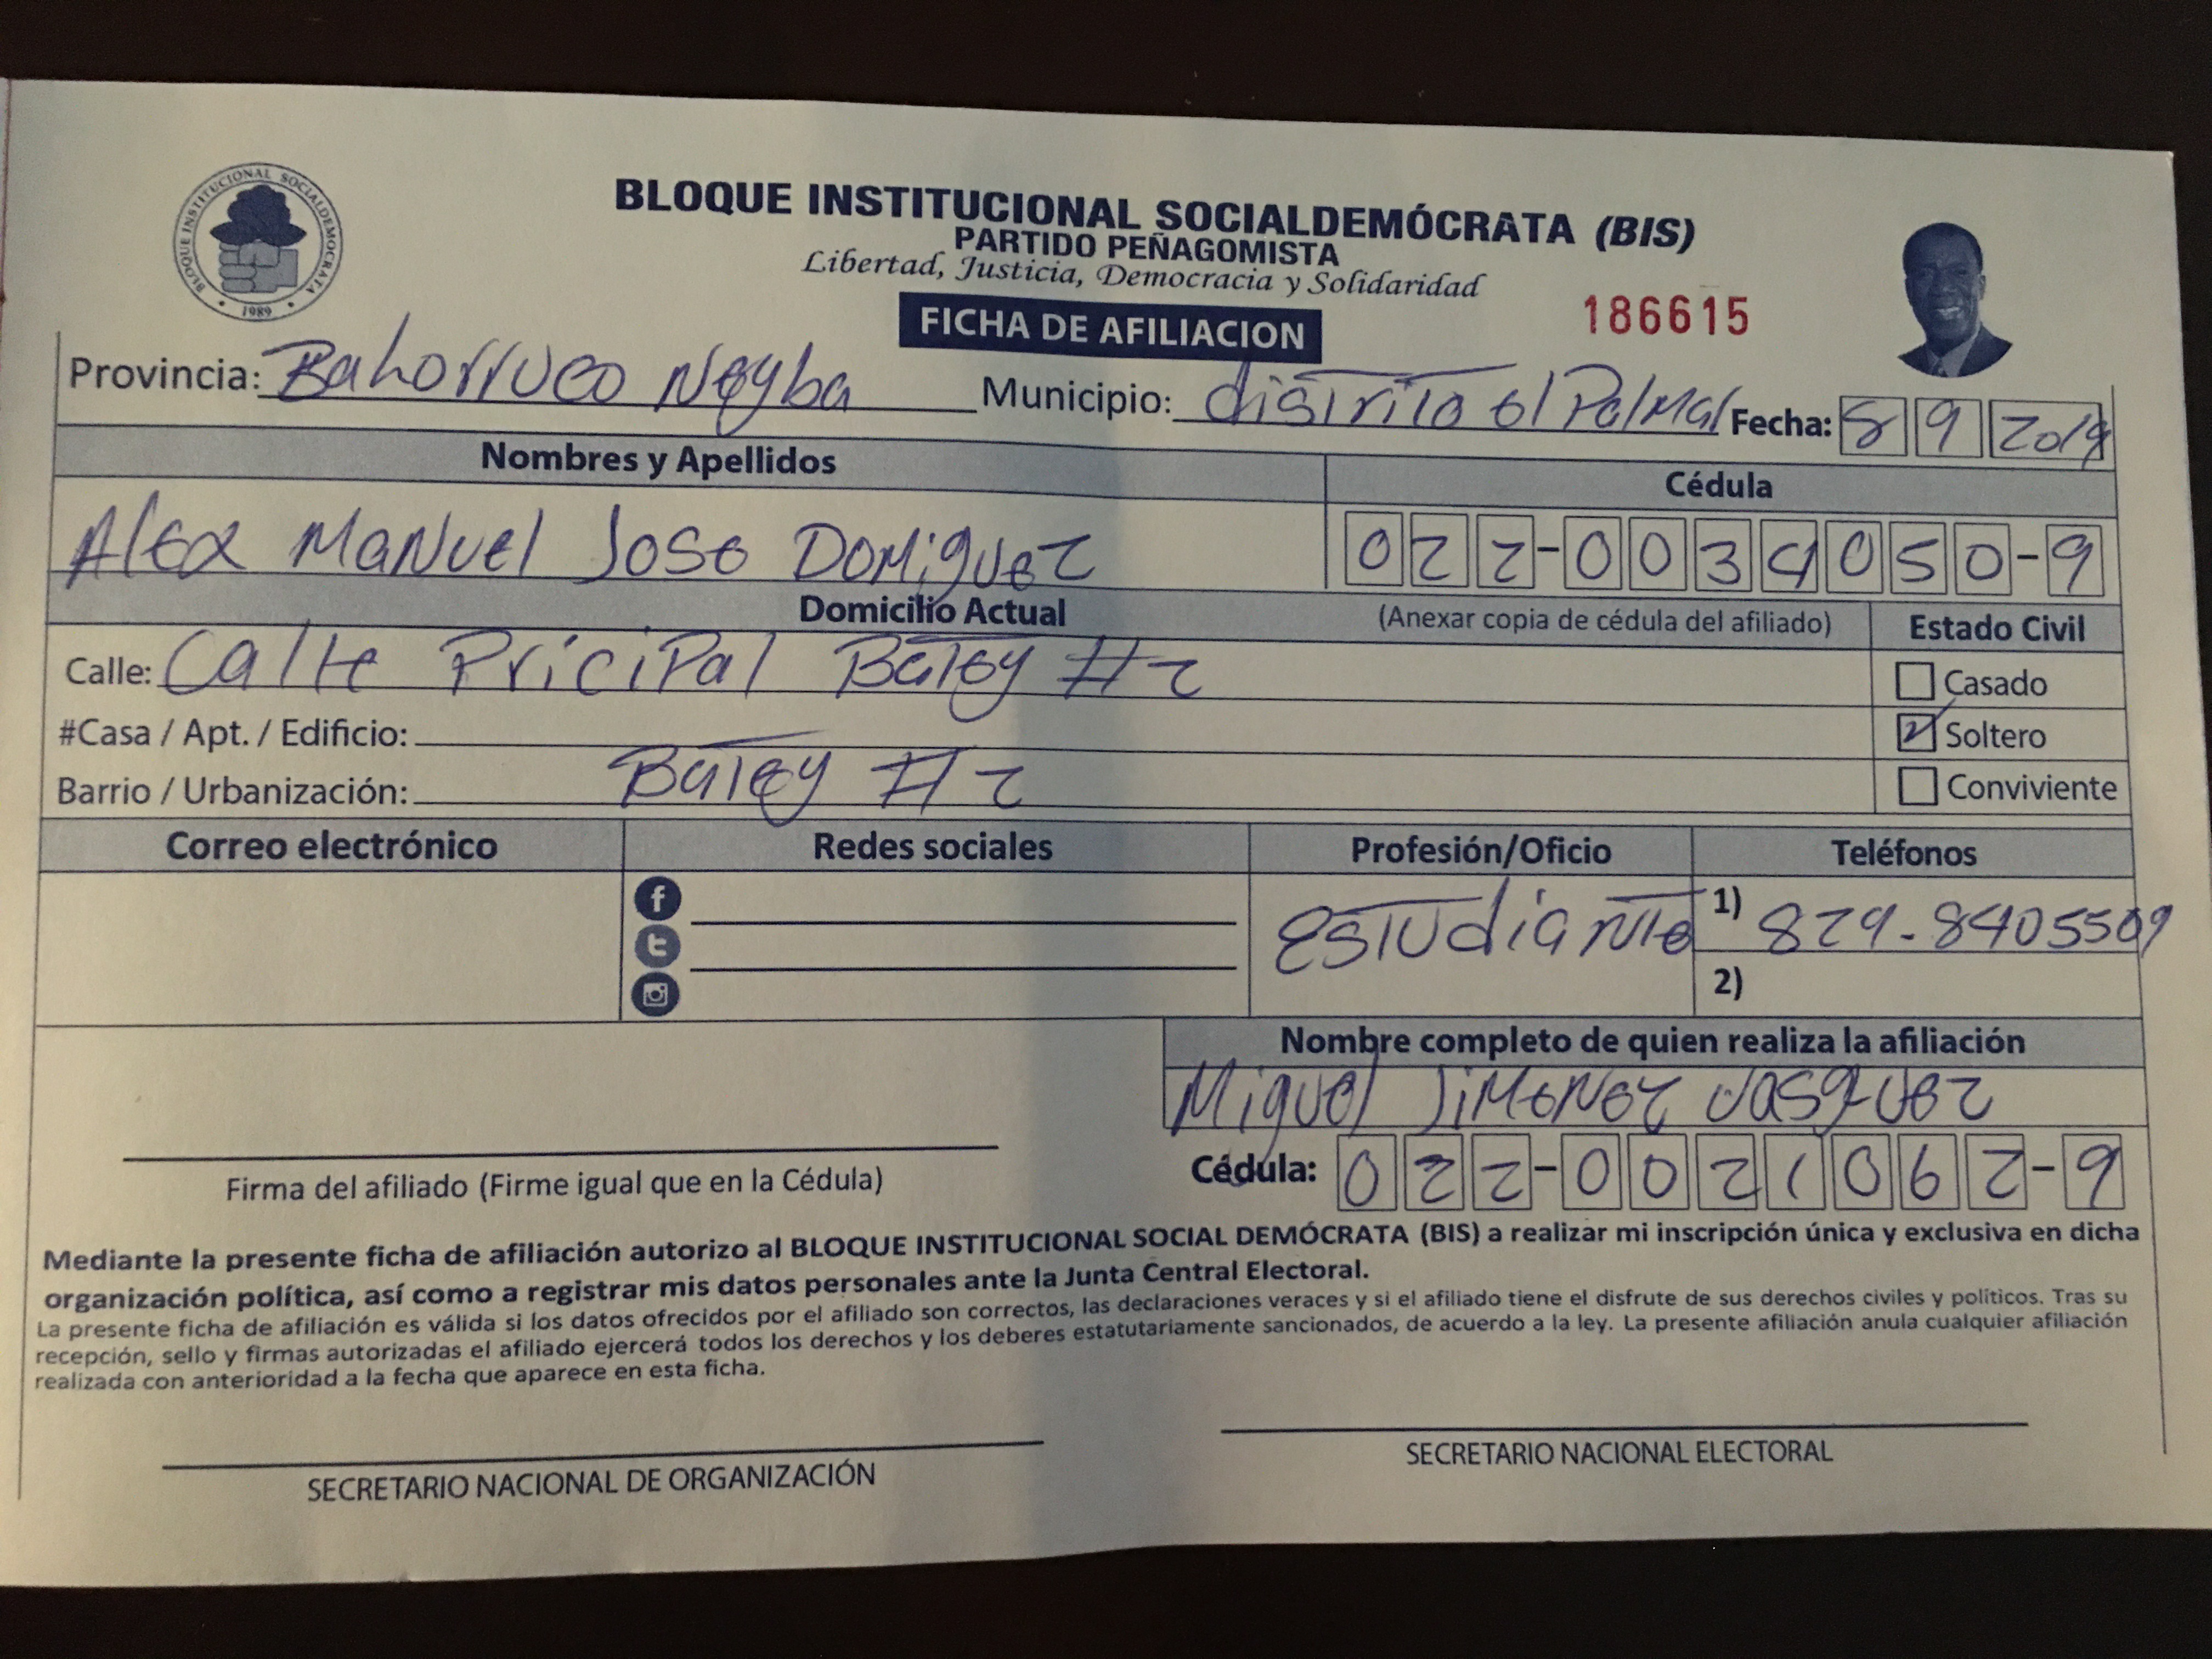 BLOQUE INSTITUCIONAL SOCIALDEMOCRATA
1989
BLOQUE INSTITUCIONAL SOCIALDEMÓCRATA (BIS)
PARTIDO PEÑAGOMISTA
Libertad, Justicia, Democracia y Solidaridad
FICHA DE AFILIACION
186615
Provincia: Bahorruco Neyba Municipio: distrito el Palmar Fecha: 8 9 2019
Nombres y Apellidos Cédula
Alex Manuel Jose Domiguez 022-0034050-9
Domicilio Actual (Anexar copia de cédula del afiliado) Estado Civil
Calle: Calle Pricipal Batey #2
Casado
#Casa / Apt. / Edificio:
Soltero
Barrio / Urbanización: Batey #2
Conviviente
Correo electrónico Redes sociales Profesión/Oficio Teléfonos
Estudiante 1) 829-8405509
2)
Nombre completo de quien realiza la afiliación
Miguel Jimenez Vasquez
Firma del afiliado (Firme igual que en la Cédula) Cédula: 022-0021062-9
Mediante la presente ficha de afiliación autorizo al BLOQUE INSTITUCIONAL SOCIAL DEMÓCRATA (BIS) a realizar mi inscripción única y exclusiva en dicha
organización política, así como a registrar mis datos personales ante la Junta Central Electoral.
La presente ficha de afiliación es válida si los datos ofrecidos por el afiliado son correctos, las declaraciones veraces y si el afiliado tiene el disfrute de sus derechos civiles y políticos. Tras su
recepción, sello y firmas autorizadas el afiliado ejercerá todos los derechos y los deberes estatutariamente sancionados, de acuerdo a la ley. La presente afiliación anula cualquier afiliación
realizada con anterioridad a la fecha que aparece en esta ficha.
SECRETARIO NACIONAL DE ORGANIZACIÓN SECRETARIO NACIONAL ELECTORAL